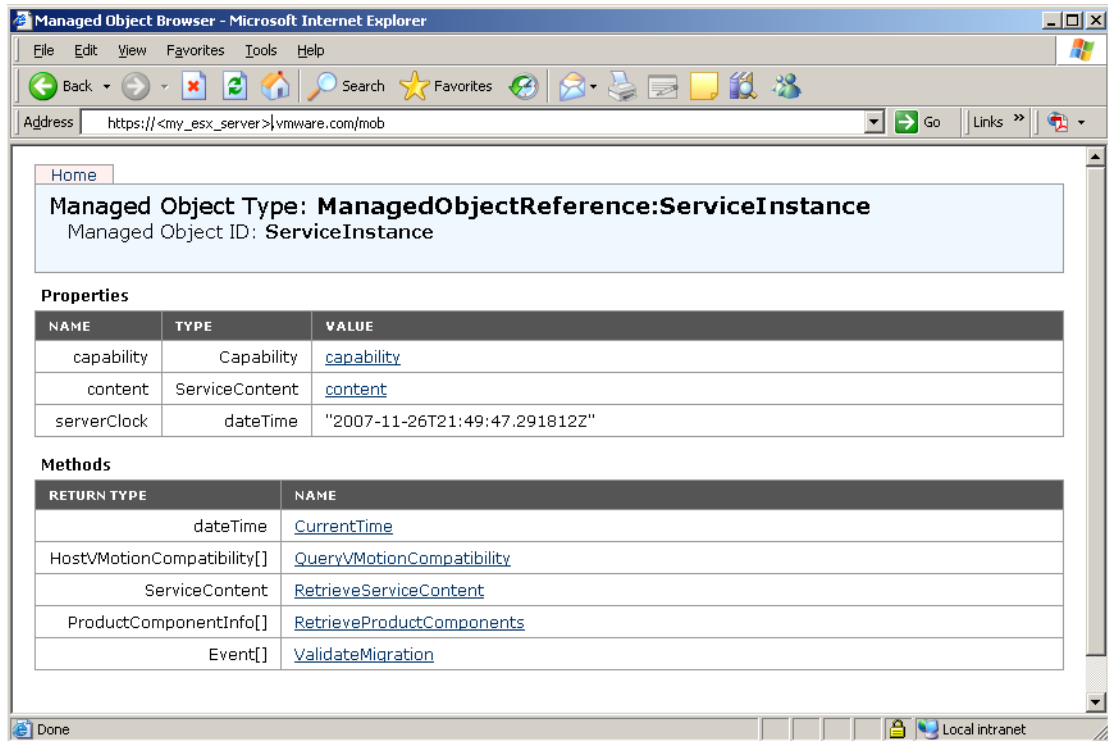 Managed Object Browser - Microsoft Internet Explorer
File Edit View Favorites Tools Help
Back Search Favorites
Address https://<my_esx_server>.vmware.com/mob Go Links »
Home
Managed Object Type: ManagedObjectReference:ServiceInstance
Managed Object ID: ServiceInstance
Properties
NAME TYPE VALUE
capability Capability capability
content ServiceContent content
serverClock dateTime "2007-11-26T21:49:47.291812Z"
Methods
RETURN TYPE NAME
dateTime CurrentTime
HostVMotionCompatibility[] QueryVMotionCompatibility
ServiceContent RetrieveServiceContent
ProductComponentInfo[] RetrieveProductComponents
Event[] ValidateMigration
Done Local intranet